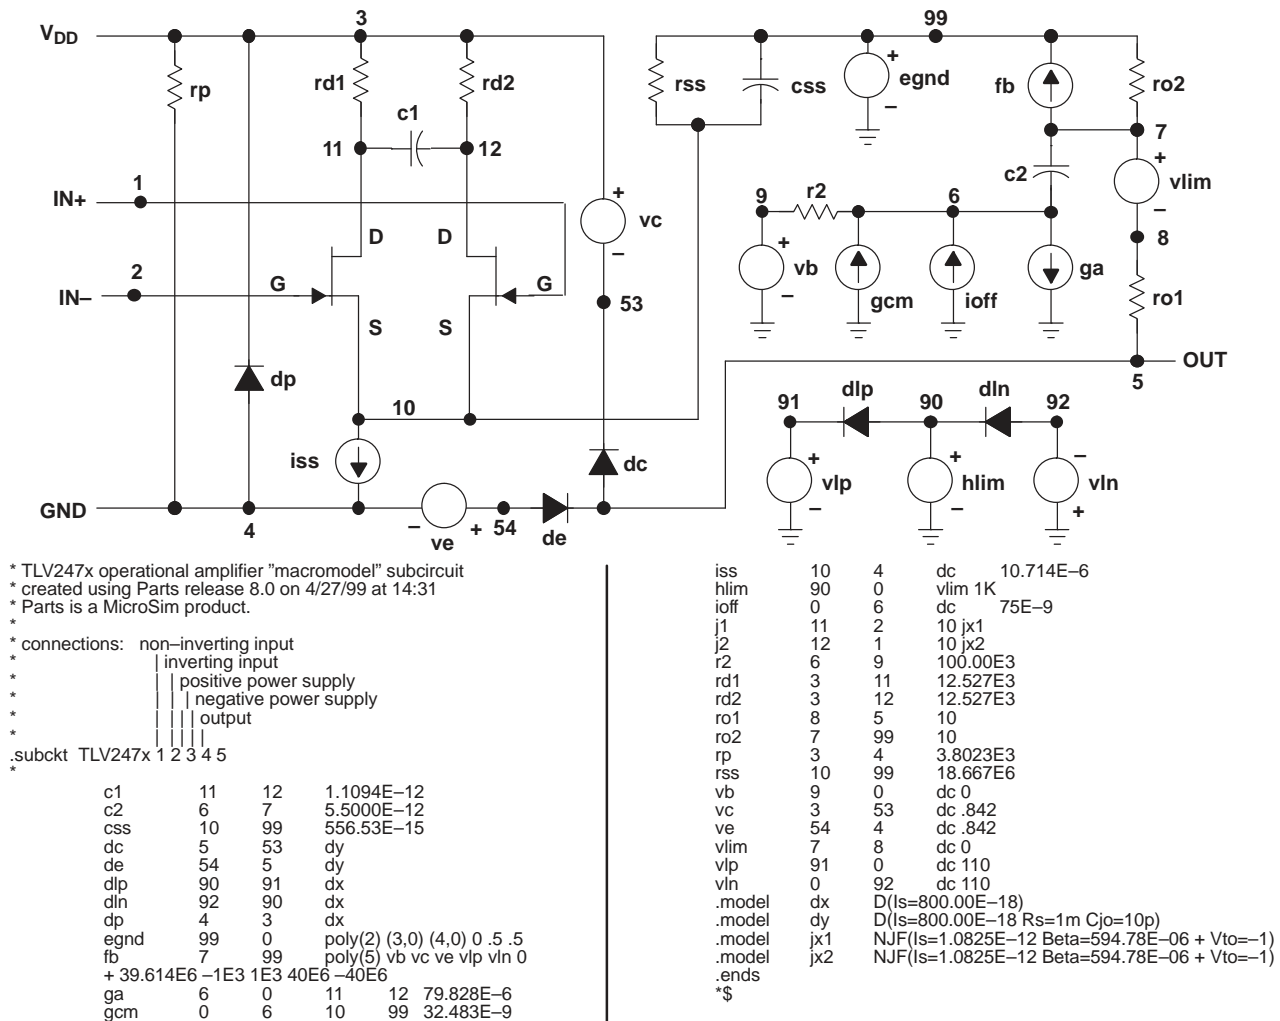 V_DD
3
99
rp
rd1
rd2
c1
11
12
1
IN+
2
IN–
D
D
G
G
S
S
+
vc
–
53
dp
10
iss
dc
GND
4
–
ve
+
54
de
rss
css
+
egnd
–
fb
ro2
7
c2
+
vlim
–
9
r2
6
8
+
vb
–
gcm
ioff
ga
ro1
OUT
5
dlp
dln
91
90
92
+
vlp
–
+
hlim
–
–
vln
+
* TLV247x operational amplifier ”macromodel” subcircuit
* created using Parts release 8.0 on 4/27/99 at 14:31
* Parts is a MicroSim product.
*
* connections: non–inverting input
* | inverting input
* | | positive power supply
* | | | negative power supply
* | | | | output
* | | | | |
.subckt TLV247x 1 2 3 4 5
*
c1 11 12 1.1094E–12
c2 6 7 5.5000E–12
css 10 99 556.53E–15
dc 5 53 dy
de 54 5 dy
dlp 90 91 dx
dln 92 90 dx
dp 4 3 dx
egnd 99 0 poly(2) (3,0) (4,0) 0 .5 .5
fb 7 99 poly(5) vb vc ve vlp vln 0
+ 39.614E6 –1E3 1E3 40E6 –40E6
ga 6 0 11 12 79.828E–6
gcm 0 6 10 99 32.483E–9
iss 10 4 dc 10.714E–6
hlim 90 0 vlim 1K
ioff 0 6 dc 75E–9
j1 11 2 10 jx1
j2 12 1 10 jx2
r2 6 9 100.00E3
rd1 3 11 12.527E3
rd2 3 12 12.527E3
ro1 8 5 10
ro2 7 99 10
rp 3 4 3.8023E3
rss 10 99 18.667E6
vb 9 0 dc 0
vc 3 53 dc .842
ve 54 4 dc .842
vlim 7 8 dc 0
vlp 91 0 dc 110
vln 0 92 dc 110
.model dx D(Is=800.00E–18)
.model dy D(Is=800.00E–18 Rs=1m Cjo=10p)
.model jx1 NJF(Is=1.0825E–12 Beta=594.78E–06 + Vto=–1)
.model jx2 NJF(Is=1.0825E–12 Beta=594.78E–06 + Vto=–1)
.ends
*$